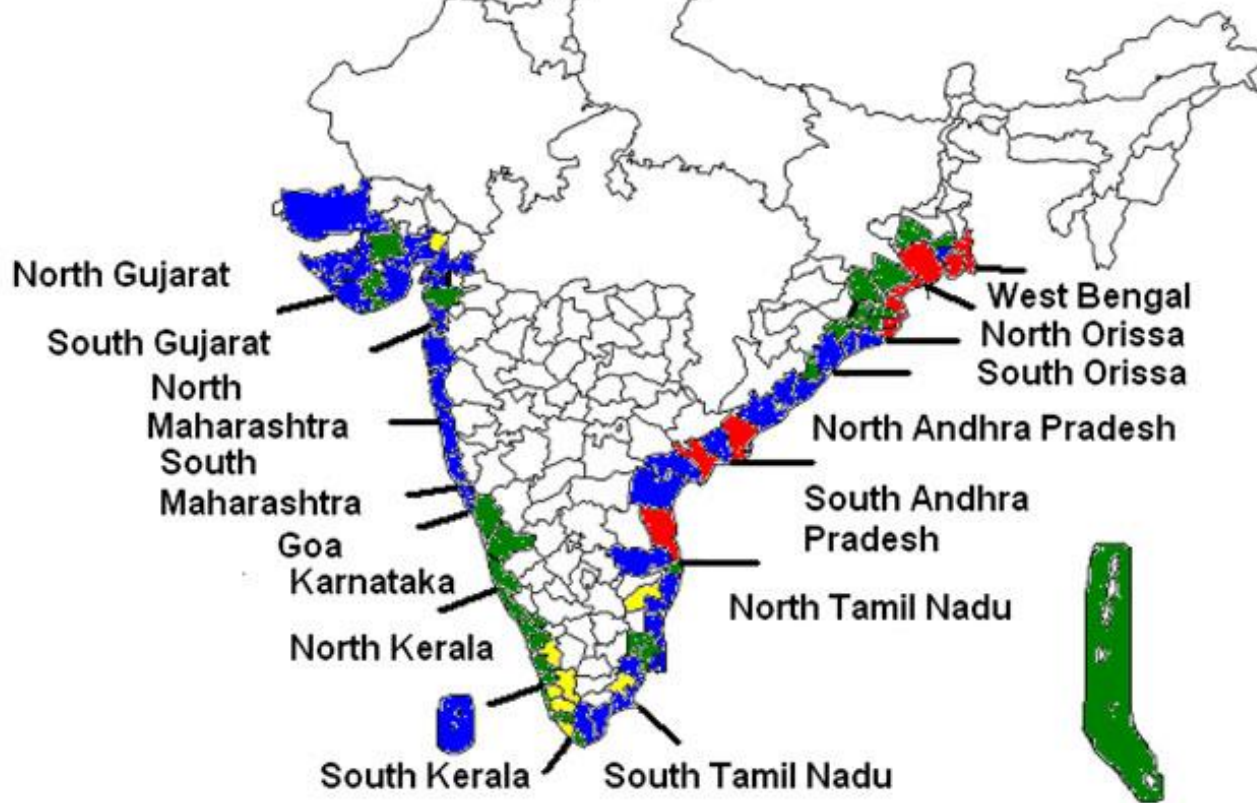 North Gujarat
South Gujarat
North
Maharashtra
South
Maharashtra
Goa
Karnataka
North Kerala
South Kerala
South Tamil Nadu
West Bengal
North Orissa
South Orissa
North Andhra Pradesh
South Andhra
Pradesh
North Tamil Nadu